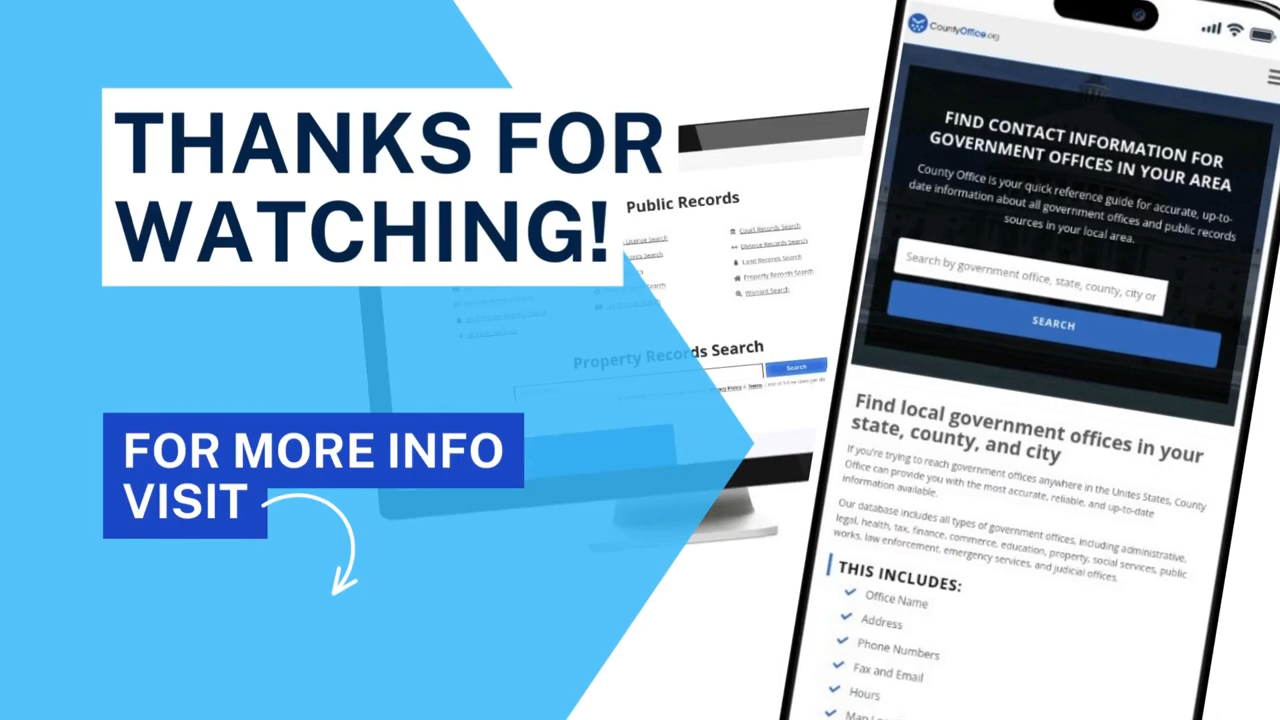 THANKS FOR
WATCHING!
FOR MORE INFO
VISIT
Public Records
License Search
Court Records Search
Divorce Records Search
Land Records Search
Property Records Search
Warrant Search
Property Records Search
Search
CountyOffice.org
FIND CONTACT INFORMATION FOR
GOVERNMENT OFFICES IN YOUR AREA
County Office is your quick reference guide for accurate, up-to-
date information about all government offices and public records
sources in your local area.
Search by government office, state, county, city or
SEARCH
Find local government offices in your
state, county, and city
If you're trying to reach government offices anywhere in the Unites States, County
Office can provide you with the most accurate, reliable, and up-to-date
information available.
Our database includes all types of government offices, including administrative,
legal, health, tax, finance, commerce, education, property, social services, public
works, law enforcement, emergency services, and judicial offices.
THIS INCLUDES:
Office Name
Address
Phone Numbers
Fax and Email
Hours